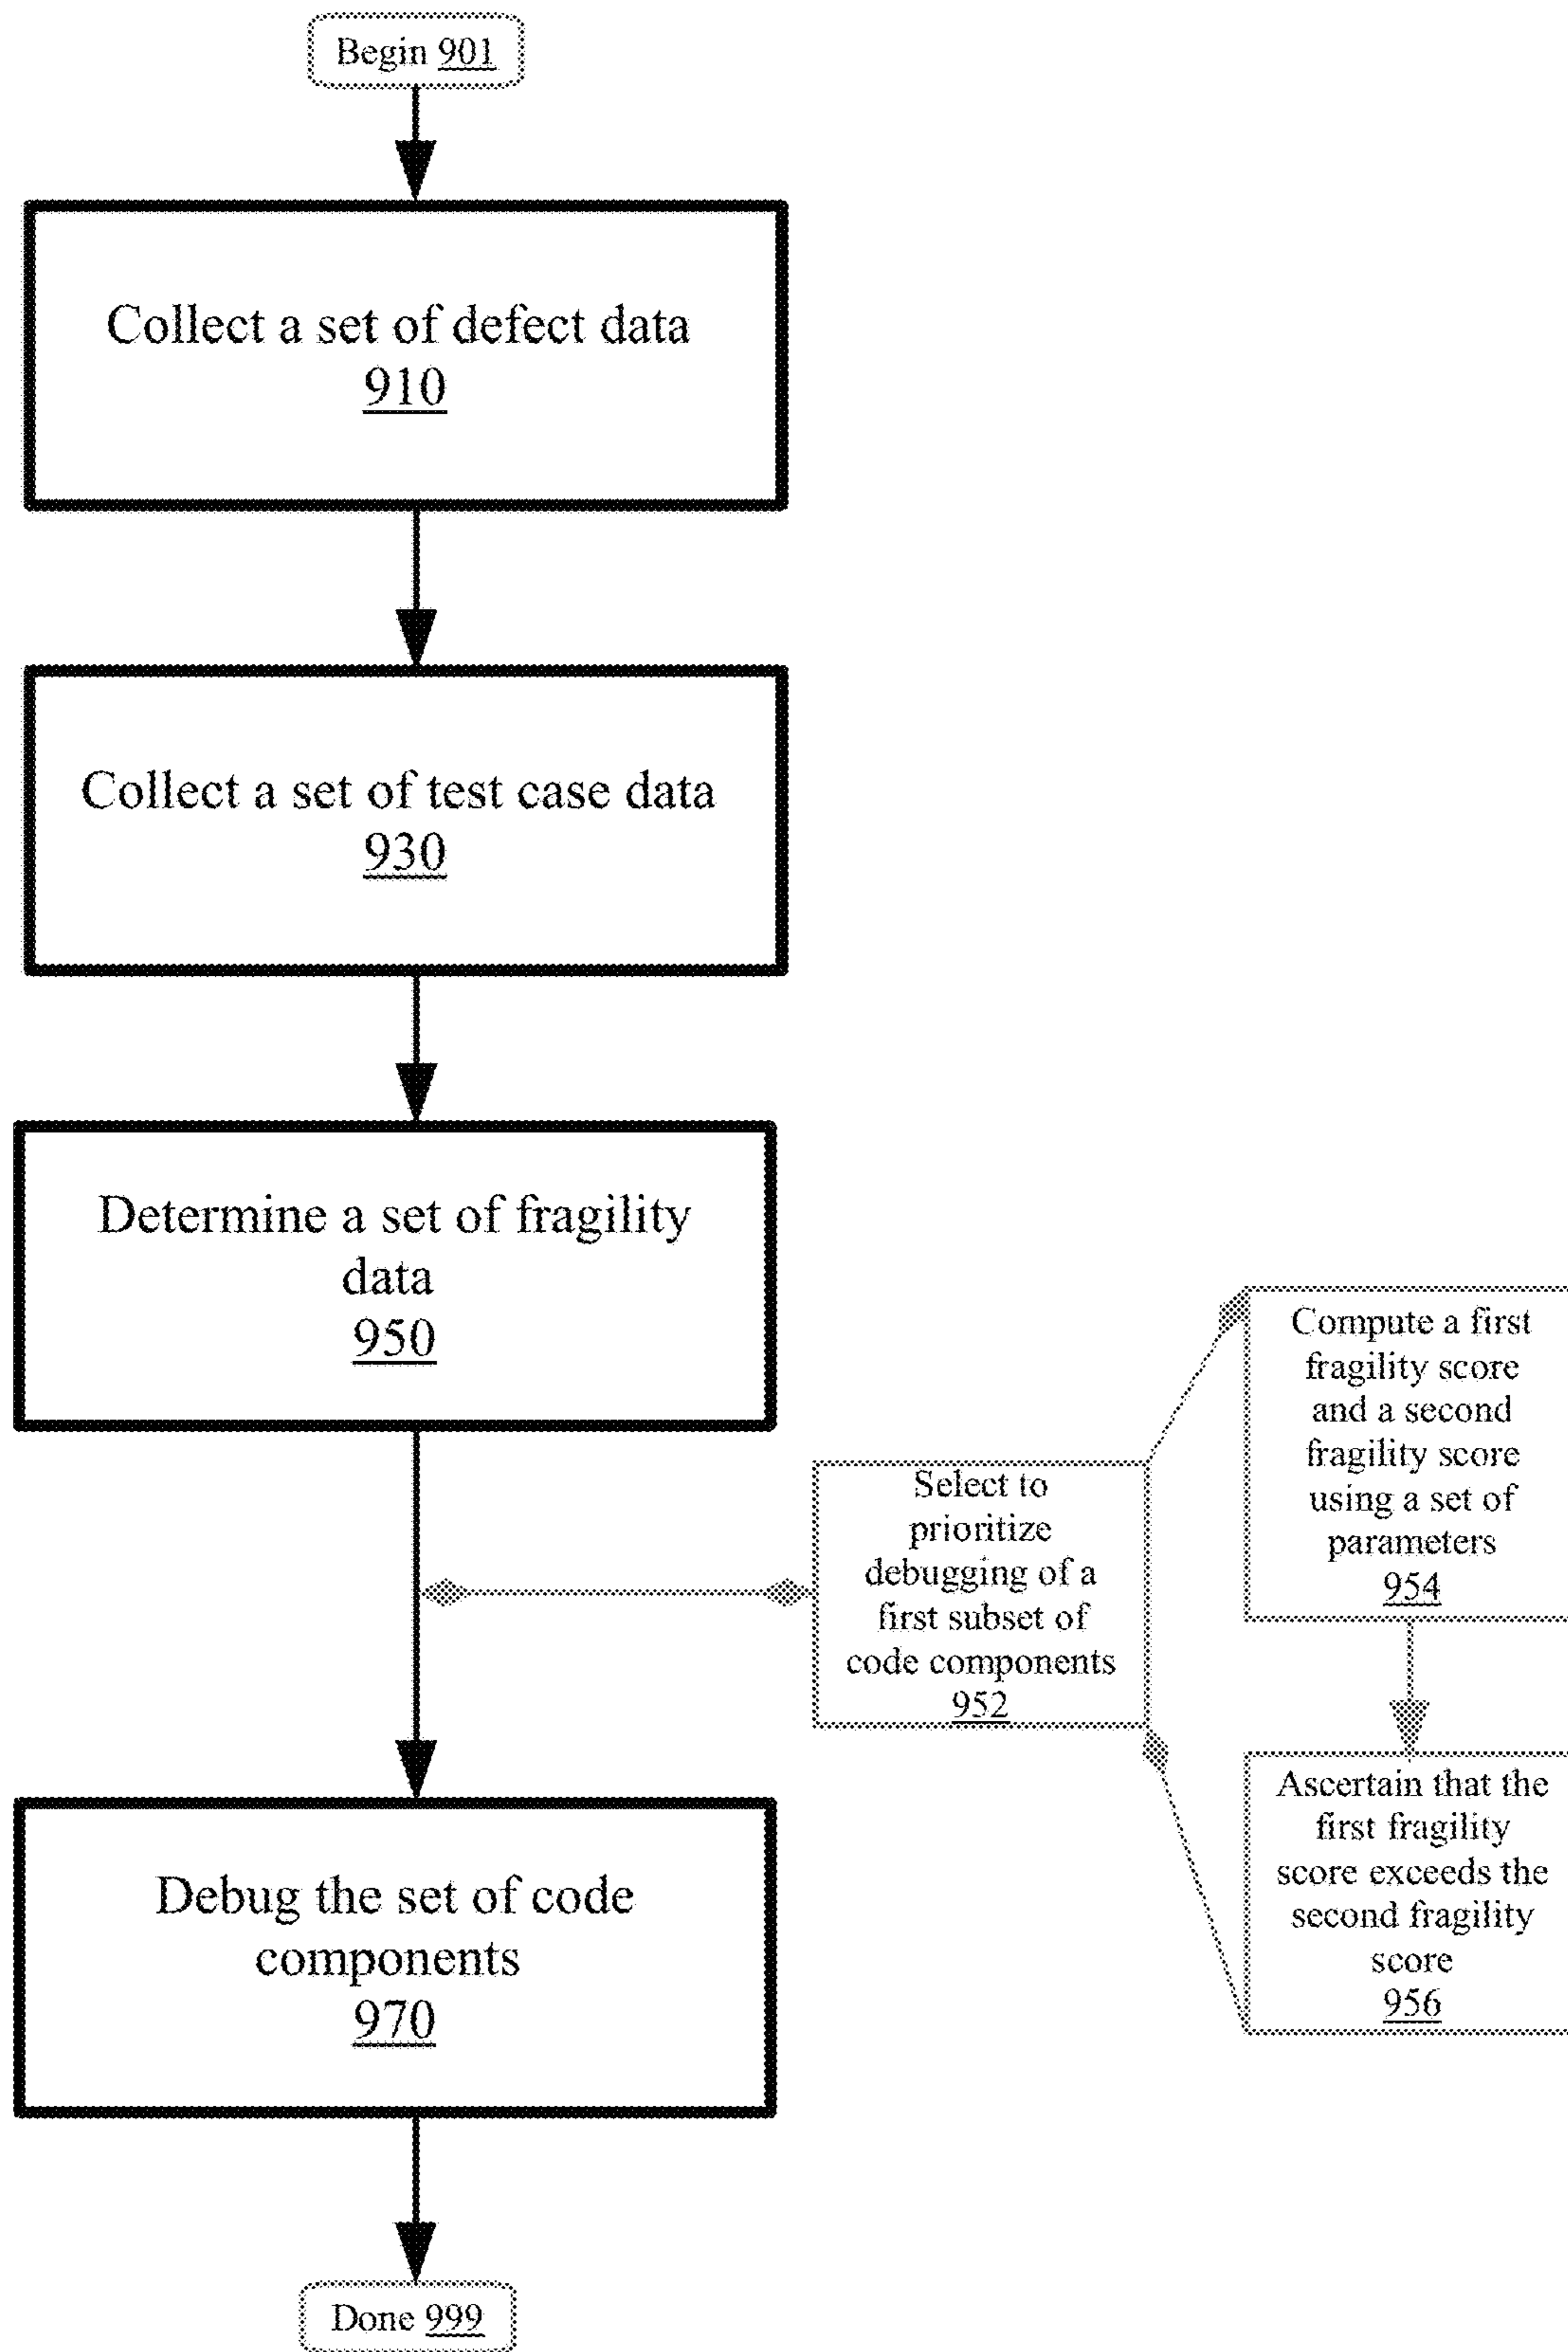 Begin 901
Collect a set of defect data
910
Collect a set of test case data
930
Determine a set of fragility
data
950
Select to
prioritize
debugging of a
first subset of
code components
952
Compute a first
fragility score
and a second
fragility score
using a set of
parameters
954
Ascertain that the
first fragility
score exceeds the
second fragility
score
956
Debug the set of code
components
970
Done 999